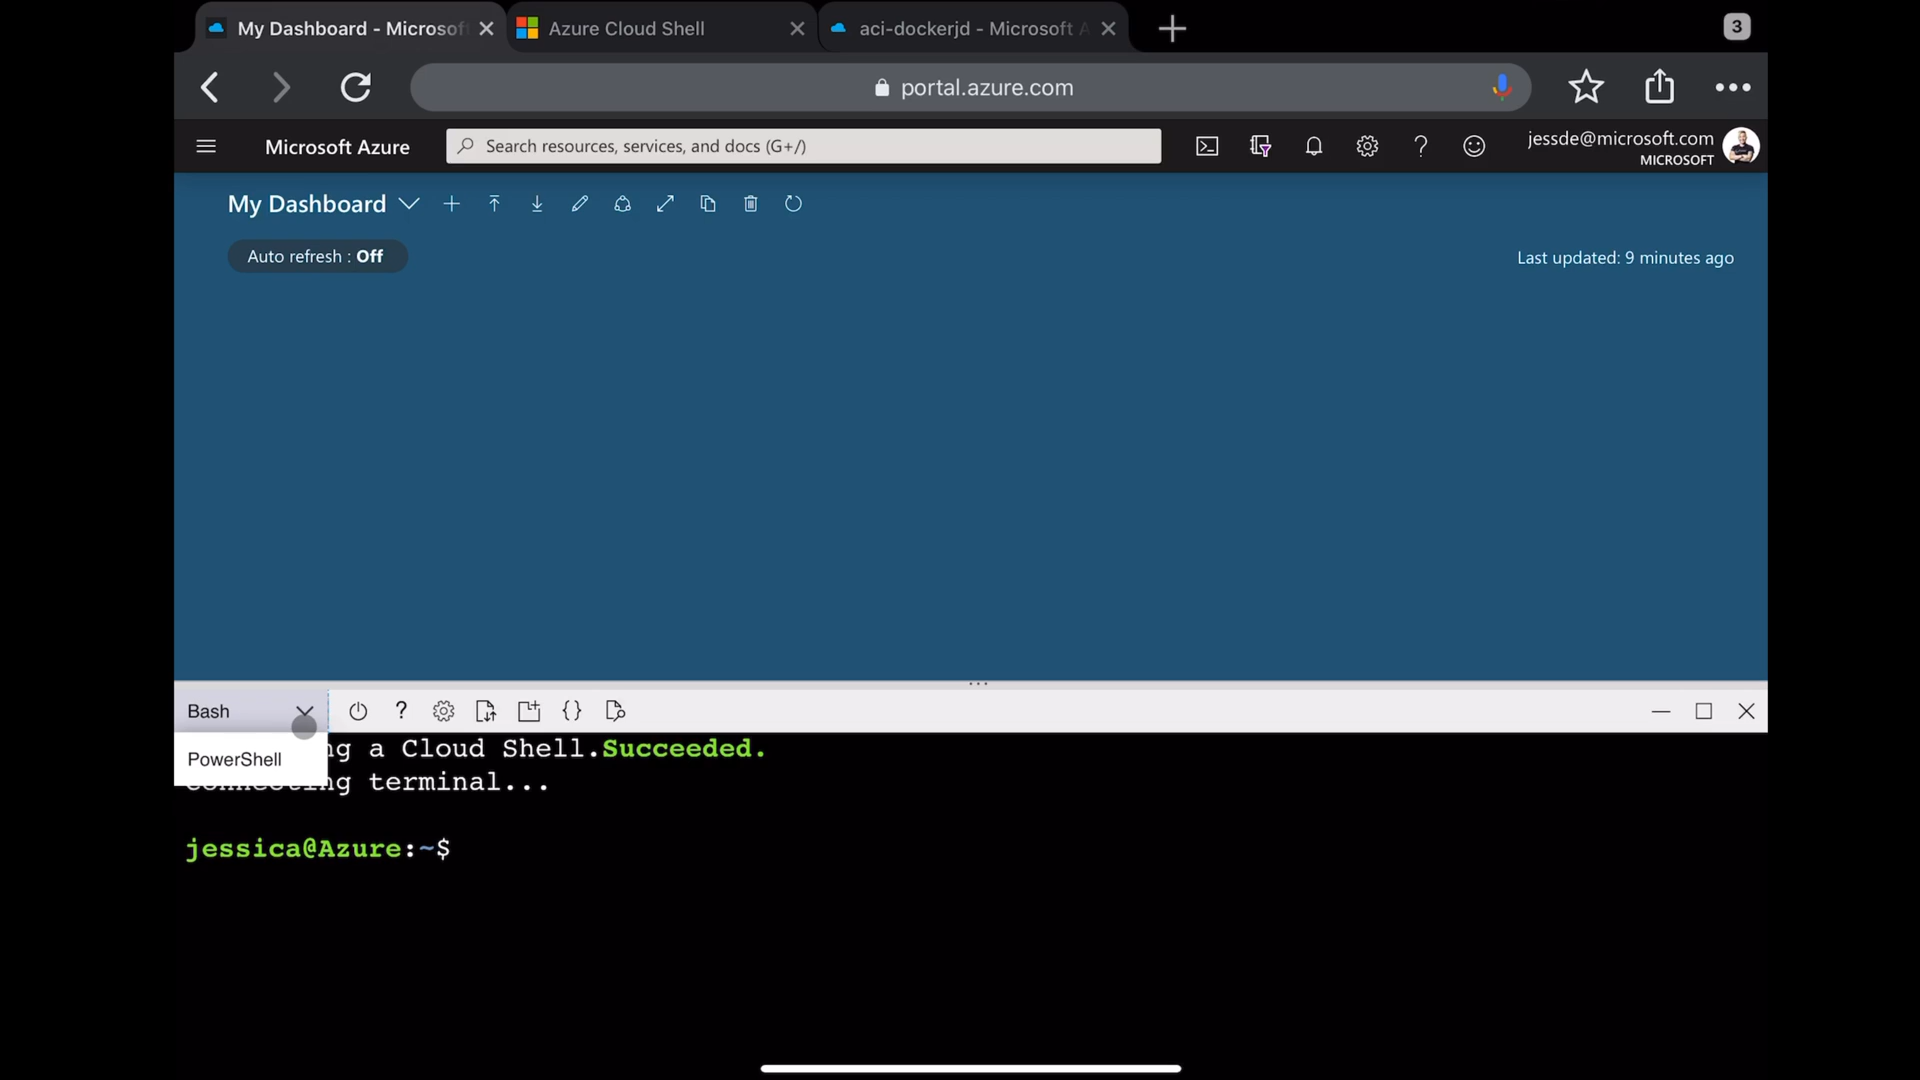 My Dashboard - Microsof
Azure Cloud Shell
aci-dockerjd - Microsoft A
3
portal.azure.com
Microsoft Azure
Search resources, services, and docs (G+/)
jessde@microsoft.com
MICROSOFT
My Dashboard
Auto refresh : Off
Last updated: 9 minutes ago
Bash
PowerShell
ng a Cloud Shell.Succeeded.
Connecting terminal...
jessica@Azure:~$